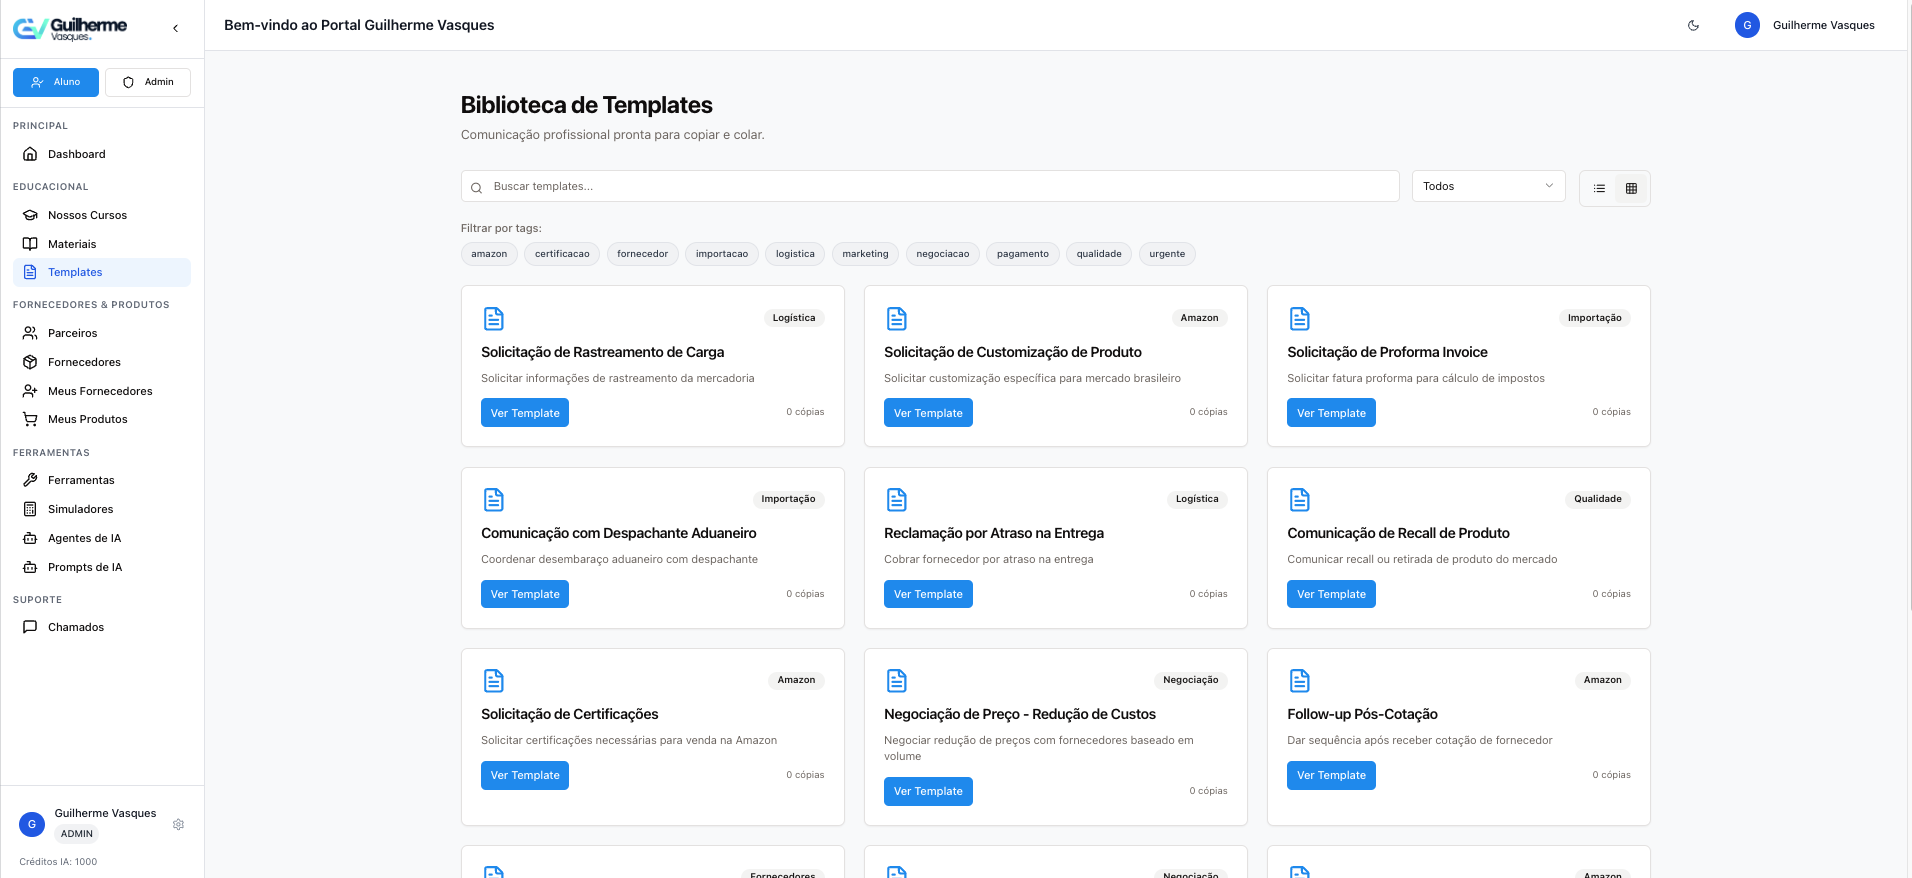 Guilherme
Vasques
Bem-vindo ao Portal Guilherme Vasques
G
Guilherme Vasques
Aluno
Admin
PRINCIPAL
Dashboard
EDUCACIONAL
Nossos Cursos
Materiais
Templates
FORNECEDORES & PRODUTOS
Parceiros
Fornecedores
Meus Fornecedores
Meus Produtos
FERRAMENTAS
Ferramentas
Simuladores
Agentes de IA
Prompts de IA
SUPORTE
Chamados
G
Guilherme Vasques
ADMIN
Créditos IA: 1000
Biblioteca de Templates
Comunicação profissional pronta para copiar e colar.
Buscar templates...
Todos
Filtrar por tags:
amazon certificacao fornecedor importacao logistica marketing negociacao pagamento qualidade urgente
Logística
Solicitação de Rastreamento de Carga
Solicitar informações de rastreamento da mercadoria
Ver Template 0 cópias
Amazon
Solicitação de Customização de Produto
Solicitar customização específica para mercado brasileiro
Ver Template 0 cópias
Importação
Solicitação de Proforma Invoice
Solicitar fatura proforma para cálculo de impostos
Ver Template 0 cópias
Importação
Comunicação com Despachante Aduaneiro
Coordenar desembaraço aduaneiro com despachante
Ver Template 0 cópias
Logística
Reclamação por Atraso na Entrega
Cobrar fornecedor por atraso na entrega
Ver Template 0 cópias
Qualidade
Comunicação de Recall de Produto
Comunicar recall ou retirada de produto do mercado
Ver Template 0 cópias
Amazon
Solicitação de Certificações
Solicitar certificações necessárias para venda na Amazon
Ver Template 0 cópias
Negociação
Negociação de Preço - Redução de Custos
Negociar redução de preços com fornecedores baseado em
volume
Ver Template 0 cópias
Amazon
Follow-up Pós-Cotação
Dar sequência após receber cotação de fornecedor
Ver Template 0 cópias
Fornecedores
Negociação
Amazon